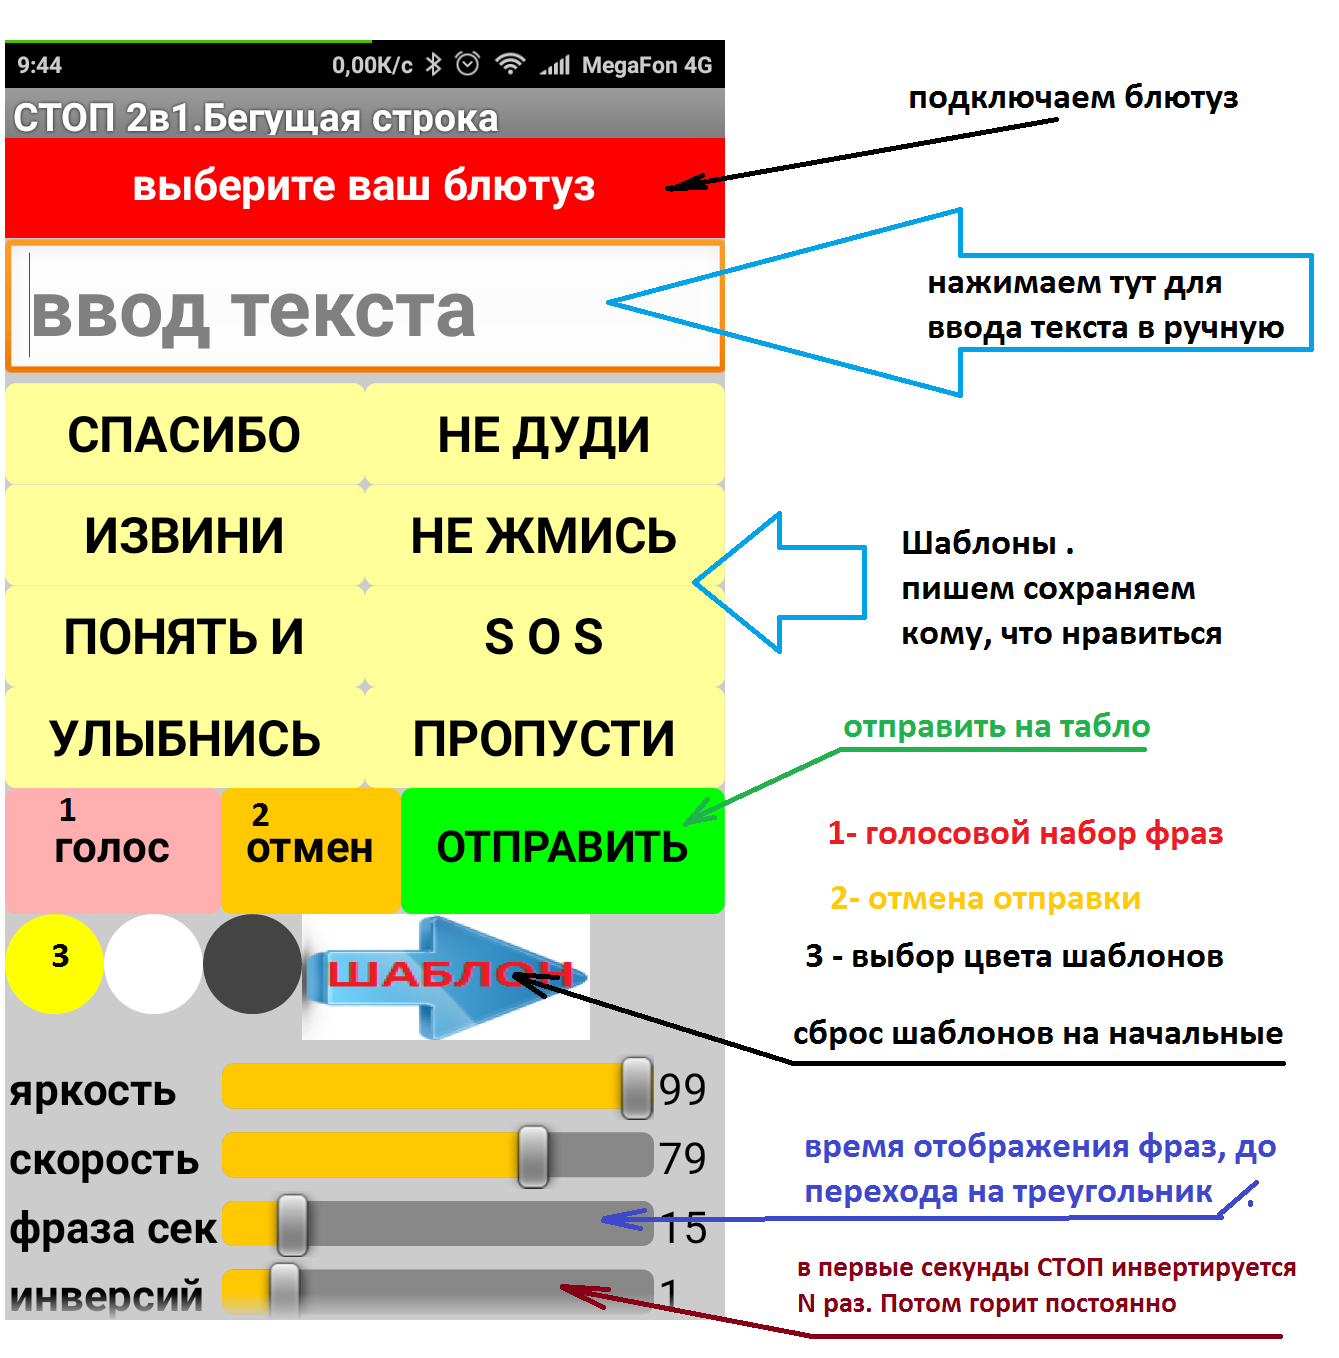 9:44 0,00K/c MegaFon 4G
СТОП 2в1.Бегущая строка
подключаем блютуз
выберите ваш блютуз
ввод текста
нажимаем тут для
ввода текста в ручную
СПАСИБО НЕ ДУДИ
ИЗВИНИ НЕ ЖМИСЬ
ПОНЯТЬ И S O S
УЛЫБНИСЬ ПРОПУСТИ
Шаблоны .
пишем сохраняем
кому, что нравиться
отправить на табло
1
голос
2
отмен
ОТПРАВИТЬ
1- голосовой набор фраз
2- отмена отправки
3
3 - выбор цвета шаблонов
ШАБЛОН
сброс шаблонов на начальные
яркость 99
скорость 79
фраза сек 15
инверсий 1
время отображения фраз, до
перехода на треугольник .
в первые секунды СТОП инвертируется
N раз. Потом горит постоянно